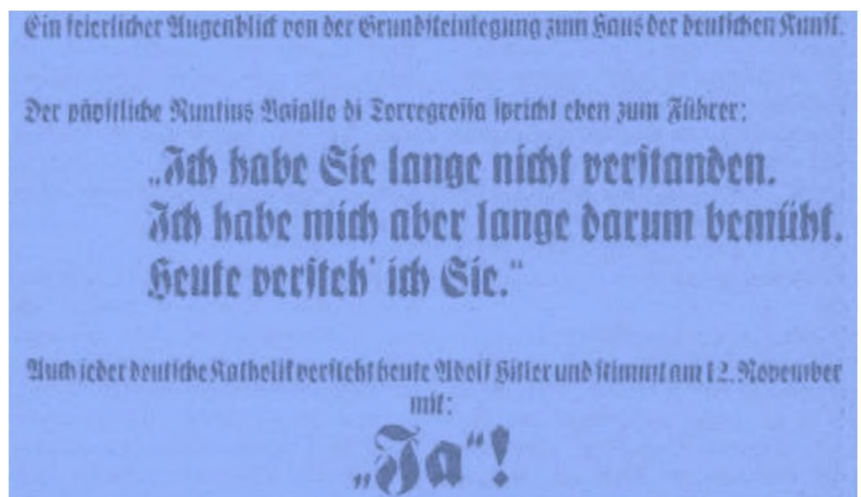 Ein feierlicher Augenblick von der Grundsteinlegung zum Haus der deutschen Kunst.
Der päpstliche Nuntius Vasallo di Torregrossa spricht eben zum Führer:
„Ich habe Sie lange nicht verstanden.
Ich habe mich aber lange darum bemüht.
Heute versteh' ich Sie.“
Auch jeder deutsche Katholik versteht heute Adolf Hitler und stimmt am 12. November
mit:
„Ja“!